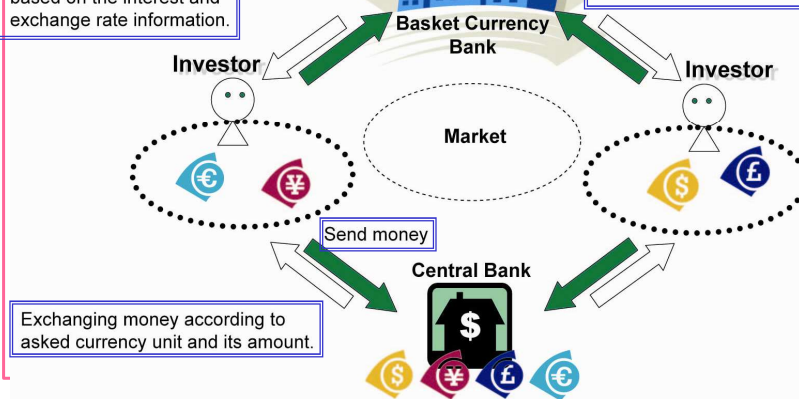 based on the interest and
exchange rate information.
Basket Currency
Bank
Investor
Investor
Market
€
¥
$
£
Send money
Central Bank
$
Exchanging money according to
asked currency unit and its amount.
$
¥
£
€